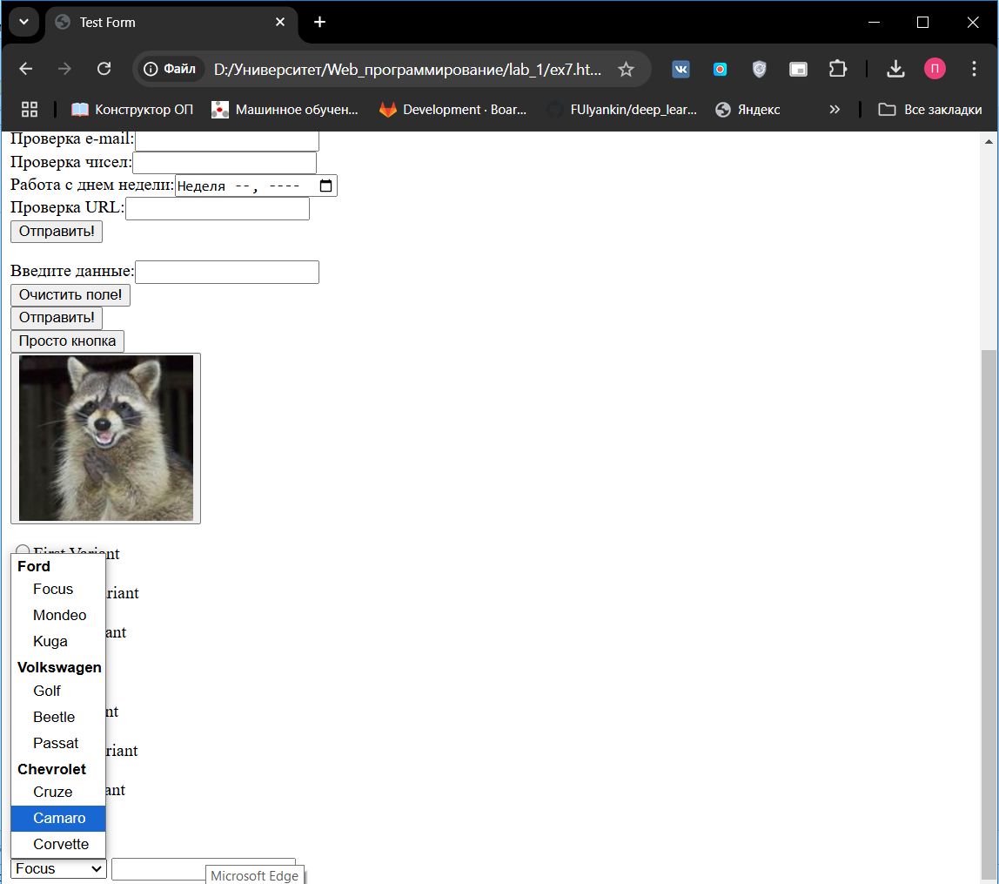 Test Form
Файл D:/Университет/Web_программирование/lab_1/ex7.ht...
П
Конструктор ОП Машинное обучен... Development · Boar... FUlyankin/deep_lear... Яндекс » Все закладки
Проверка e-mail:
Проверка чисел:
Работа с днем недели: Неделя --, ----
Проверка URL:
Отправить!
Введите данные:
Очистить поле!
Отправить!
Просто кнопка
First Variant
Ford
Focus
riant
Mondeo
ant
Kuga
Volkswagen
Golf
nt
Beetle
Passat
riant
Chevrolet
Cruze
ant
Camaro
Corvette
Focus
Microsoft Edge